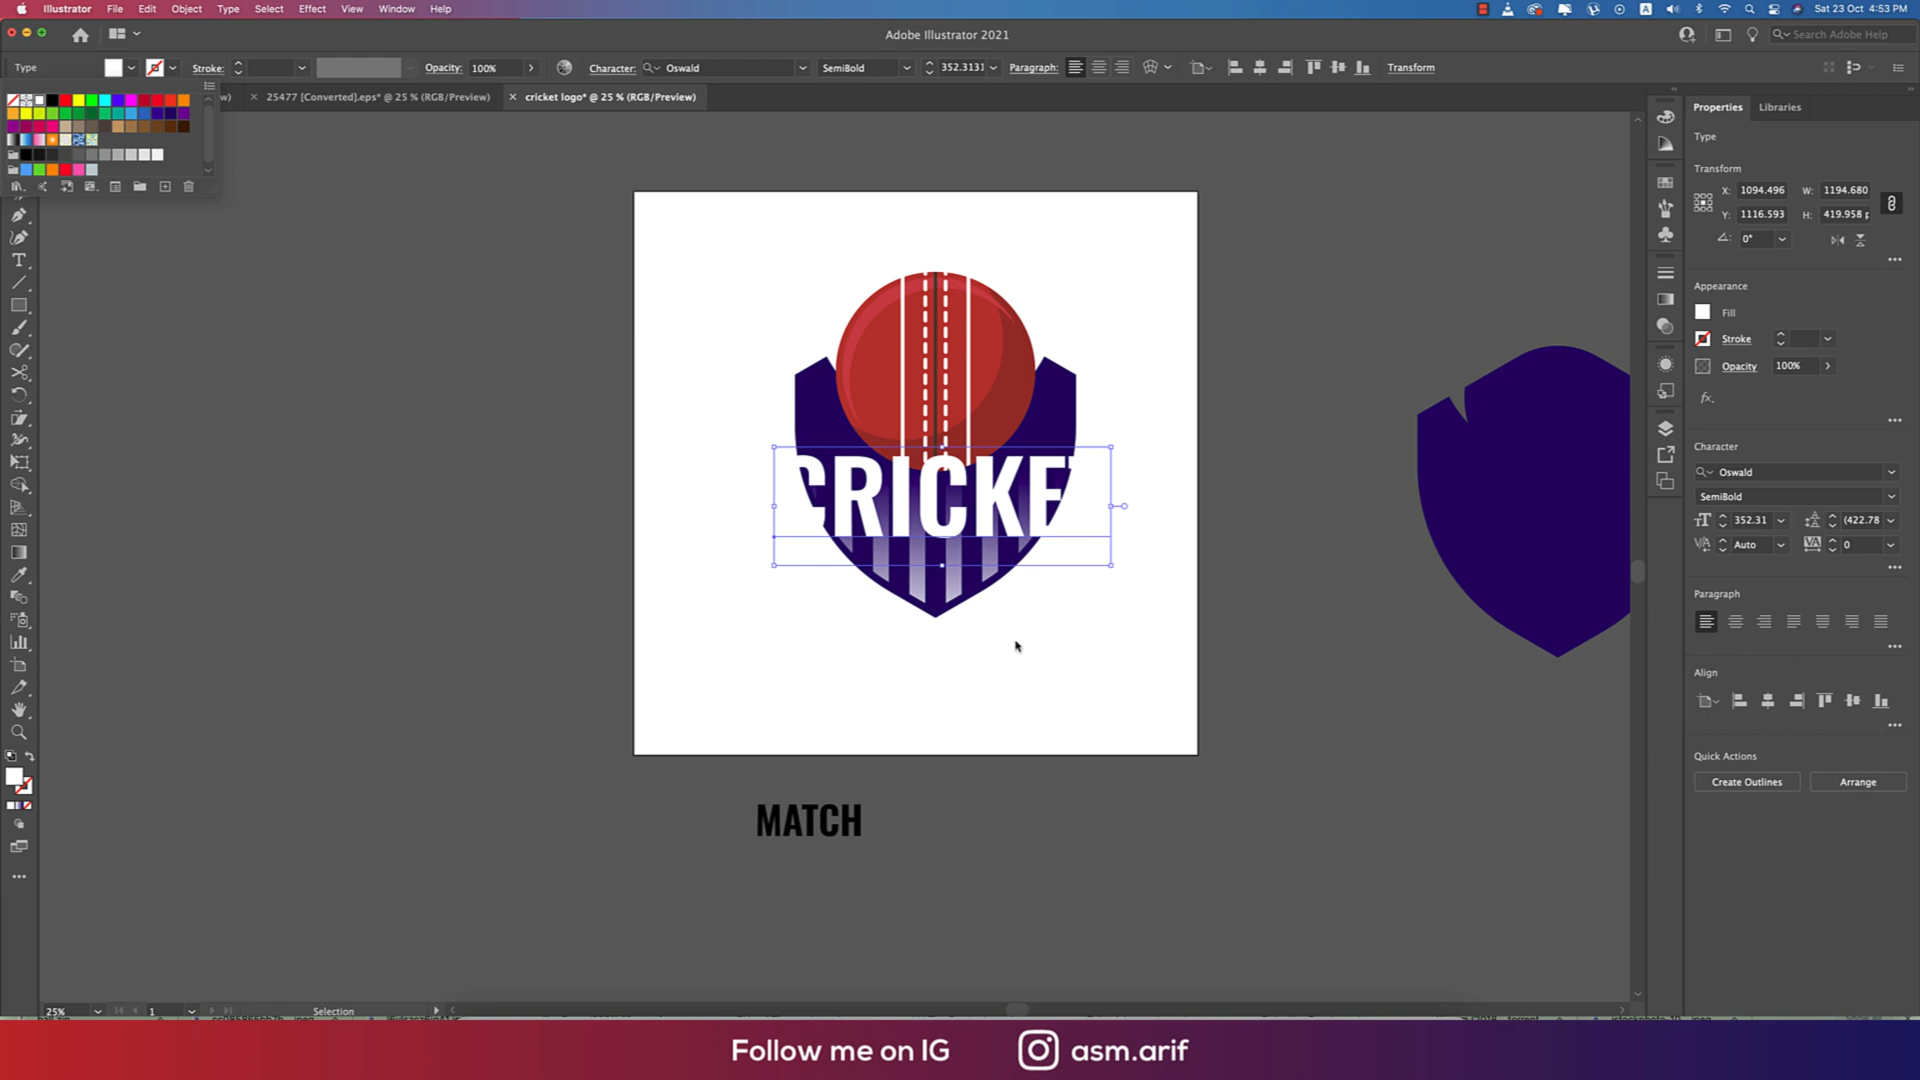 Illustrator File Edit Object Type Select Effect View Window Help
Sat 23 Oct 4:53 PM
Adobe Illustrator 2021
Search Adobe Help
Type
Stroke:
Opacity: 100%
Character: Oswald
SemiBold
352.3131
Paragraph:
Transform
25477 [Converted].eps* @ 25 % (RGB/Preview)
cricket logo* @ 25 % (RGB/Preview)
Properties Libraries
Type
Transform
X: 1094.496 W: 1194.680
Y: 1116.593 H: 419.958 p
0°
Appearance
Fill
Stroke
Opacity 100%
fx.
Character
Oswald
SemiBold
352.31 (422.78
Auto 0
Paragraph
Align
Quick Actions
Create Outlines Arrange
CRICKET
MATCH
25% 1 Selection
Follow me on IG asm.arif